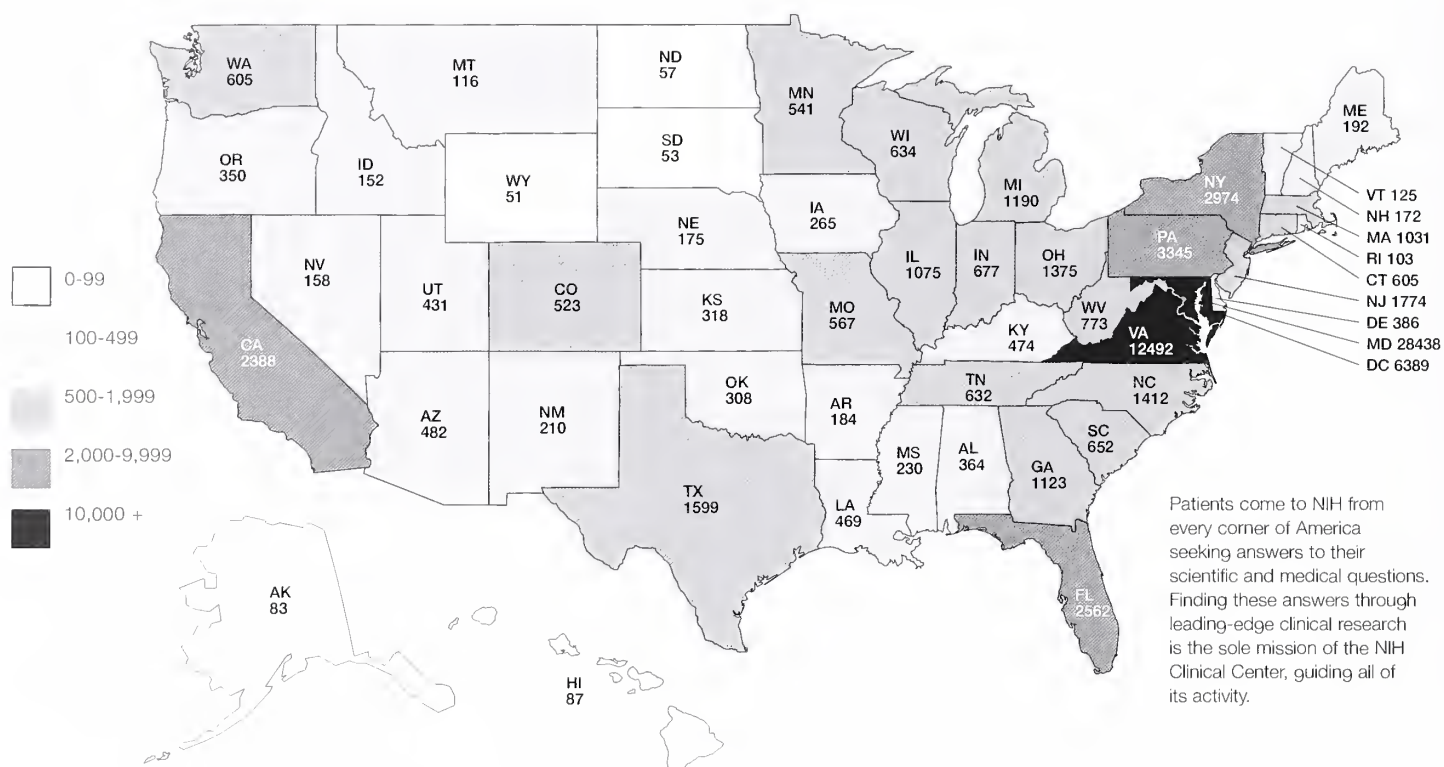 WA
605
MT
116
ND
57
MN
541
ME
192
OR
350
ID
152
SD
53
WI
634
WY
51
MI
1190
NY
2974
VT 125
NH 172
MA 1031
RI 103
CT 605
NJ 1774
DE 386
MD 28438
DC 6389
IA
265
NE
175
PA
3345
NV
158
UT
431
CO
523
IL
1075
IN
677
OH
1375
KS
318
MO
567
WV
773
VA
12492
KY
474
CA
2388
0-99
100-499
500-1,999
2,000-9,999
10,000 +
AZ
482
NM
210
OK
308
AR
184
TN
632
NC
1412
SC
652
MS
230
AL
364
GA
1123
TX
1599
LA
469
FL
2562
AK
83
HI
87
Patients come to NIH from
every corner of America
seeking answers to their
scientific and medical questions.
Finding these answers through
leading-edge clinical research
is the sole mission of the NIH
Clinical Center, guiding all of
its activity.